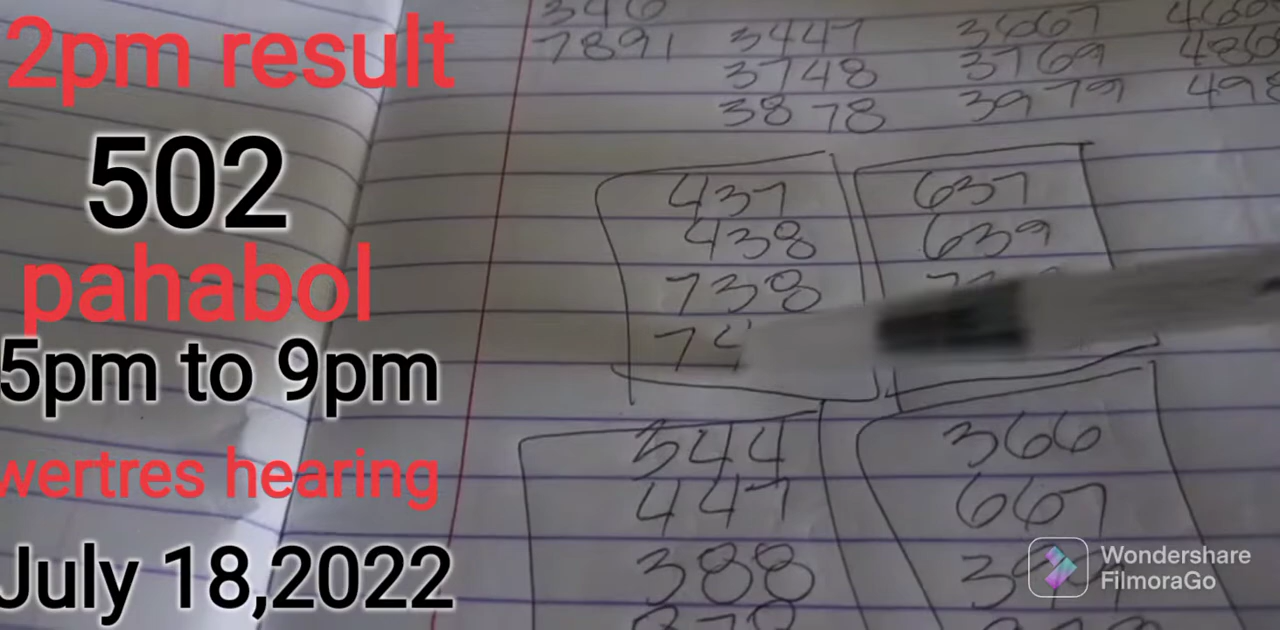 2pm result
502
pahabol
5pm to 9pm
wertres hearing
July 18,2022
346
7891
3447
3748
3878
3667
3769
3979
437
438
738
637
639
344
447
388
366
667
Wondershare
FilmoraGo